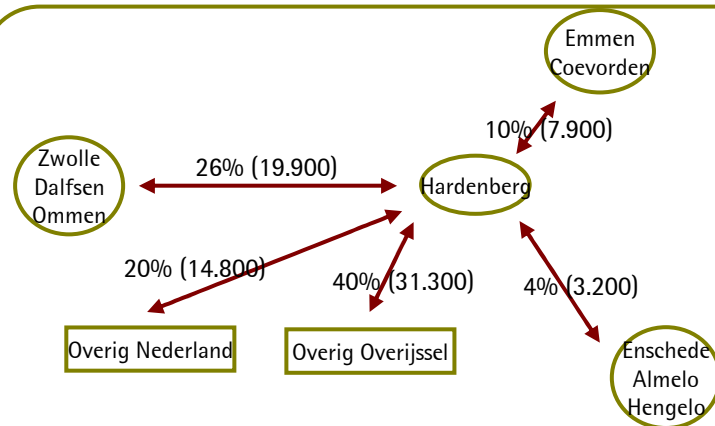 Emmen
Coevorden
10% (7.900)
Zwolle
Dalfsen
Ommen
26% (19.900)
Hardenberg
20% (14.800)
40% (31.300)
4% (3.200)
Overig Nederland
Overig Overijssel
Enschede
Almelo
Hengelo